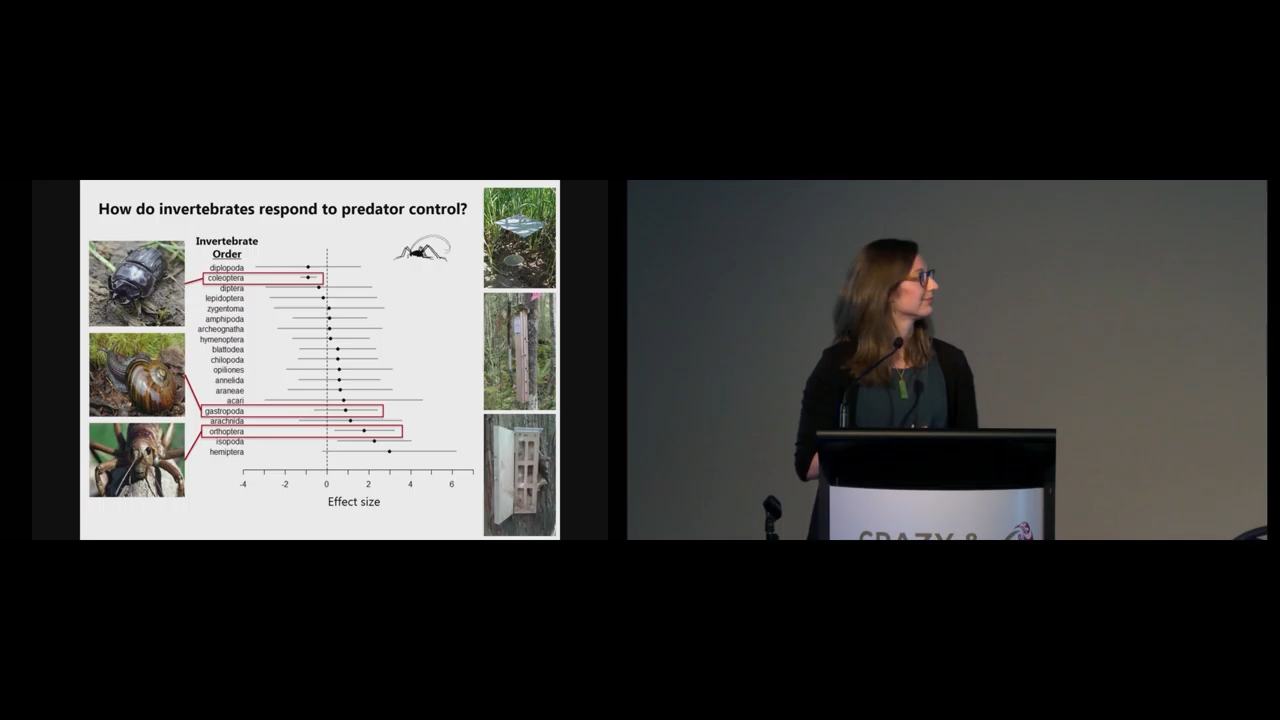 How do invertebrates respond to predator control?
Invertebrate
Order
diplopoda
coleoptera
diptera
lepidoptera
zygentoma
amphipoda
archeognatha
hymenoptera
blattodea
chilopoda
opiliones
annelida
araneae
acari
gastropoda
arachnida
orthoptera
isopoda
hemiptera
-4 -2 0 2 4 6
Effect size
CRAZY &